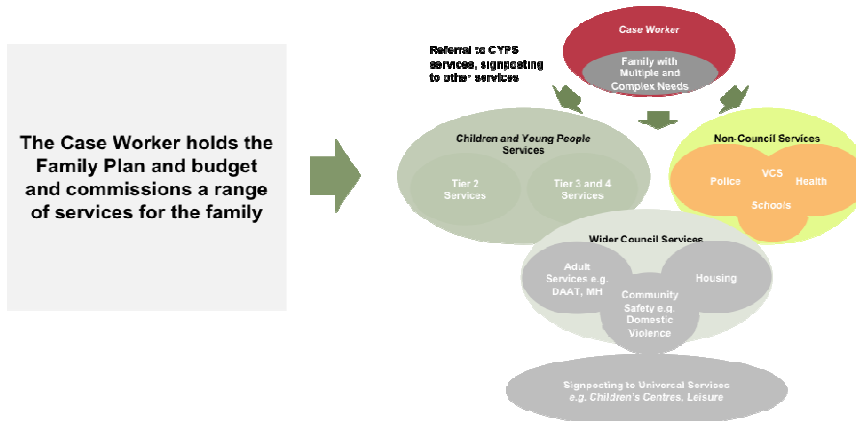 The Case Worker holds the
Family Plan and budget
and commissions a range
of services for the family
Referral to CYPS
services, signposting
to other services
Case Worker
Family with
Multiple and
Complex Needs
Children and Young People
Services
Tier 2
Services
Tier 3 and 4
Services
Non-Council Services
Police
VCS
Health
Schools
Wider Council Services
Adult
Services e.g.
DAAT, MH
Community
Safety e.g.
Domestic
Violence
Housing
Signposting to Universal Services
e.g. Children's Centres, Leisure